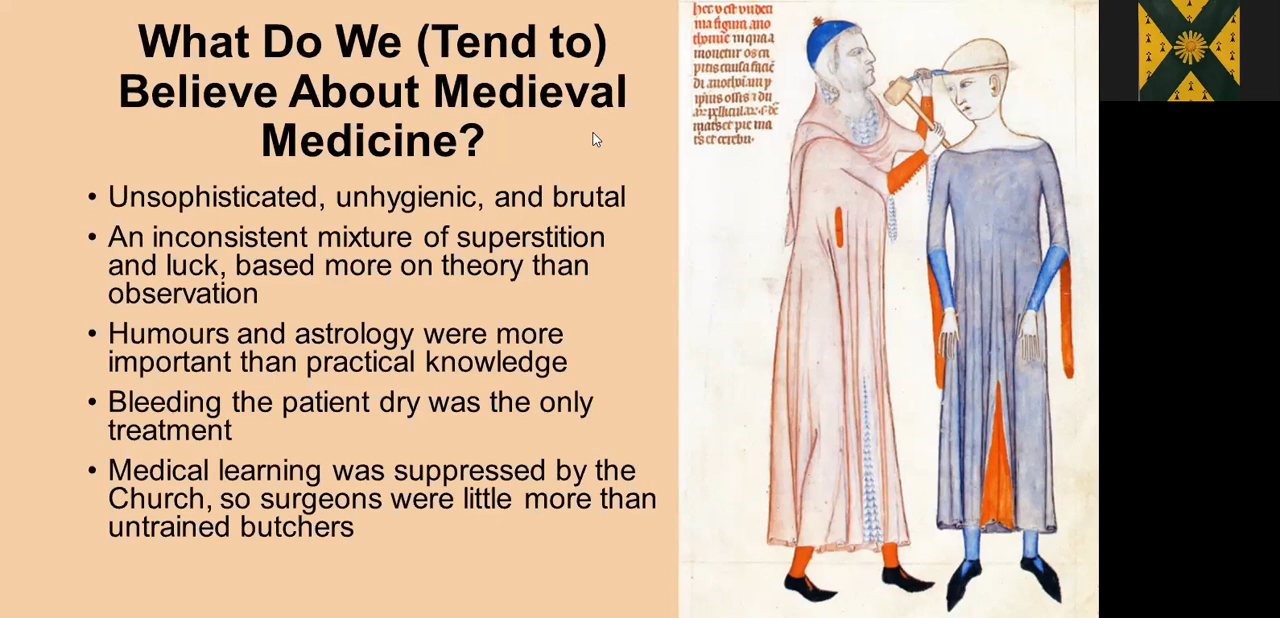 What Do We (Tend to)
Believe About Medieval
Medicine?
• Unsophisticated, unhygienic, and brutal
• An inconsistent mixture of superstition
and luck, based more on theory than
observation
• Humours and astrology were more
important than practical knowledge
• Bleeding the patient dry was the only
treatment
• Medical learning was suppressed by the
Church, so surgeons were little more than
untrained butchers